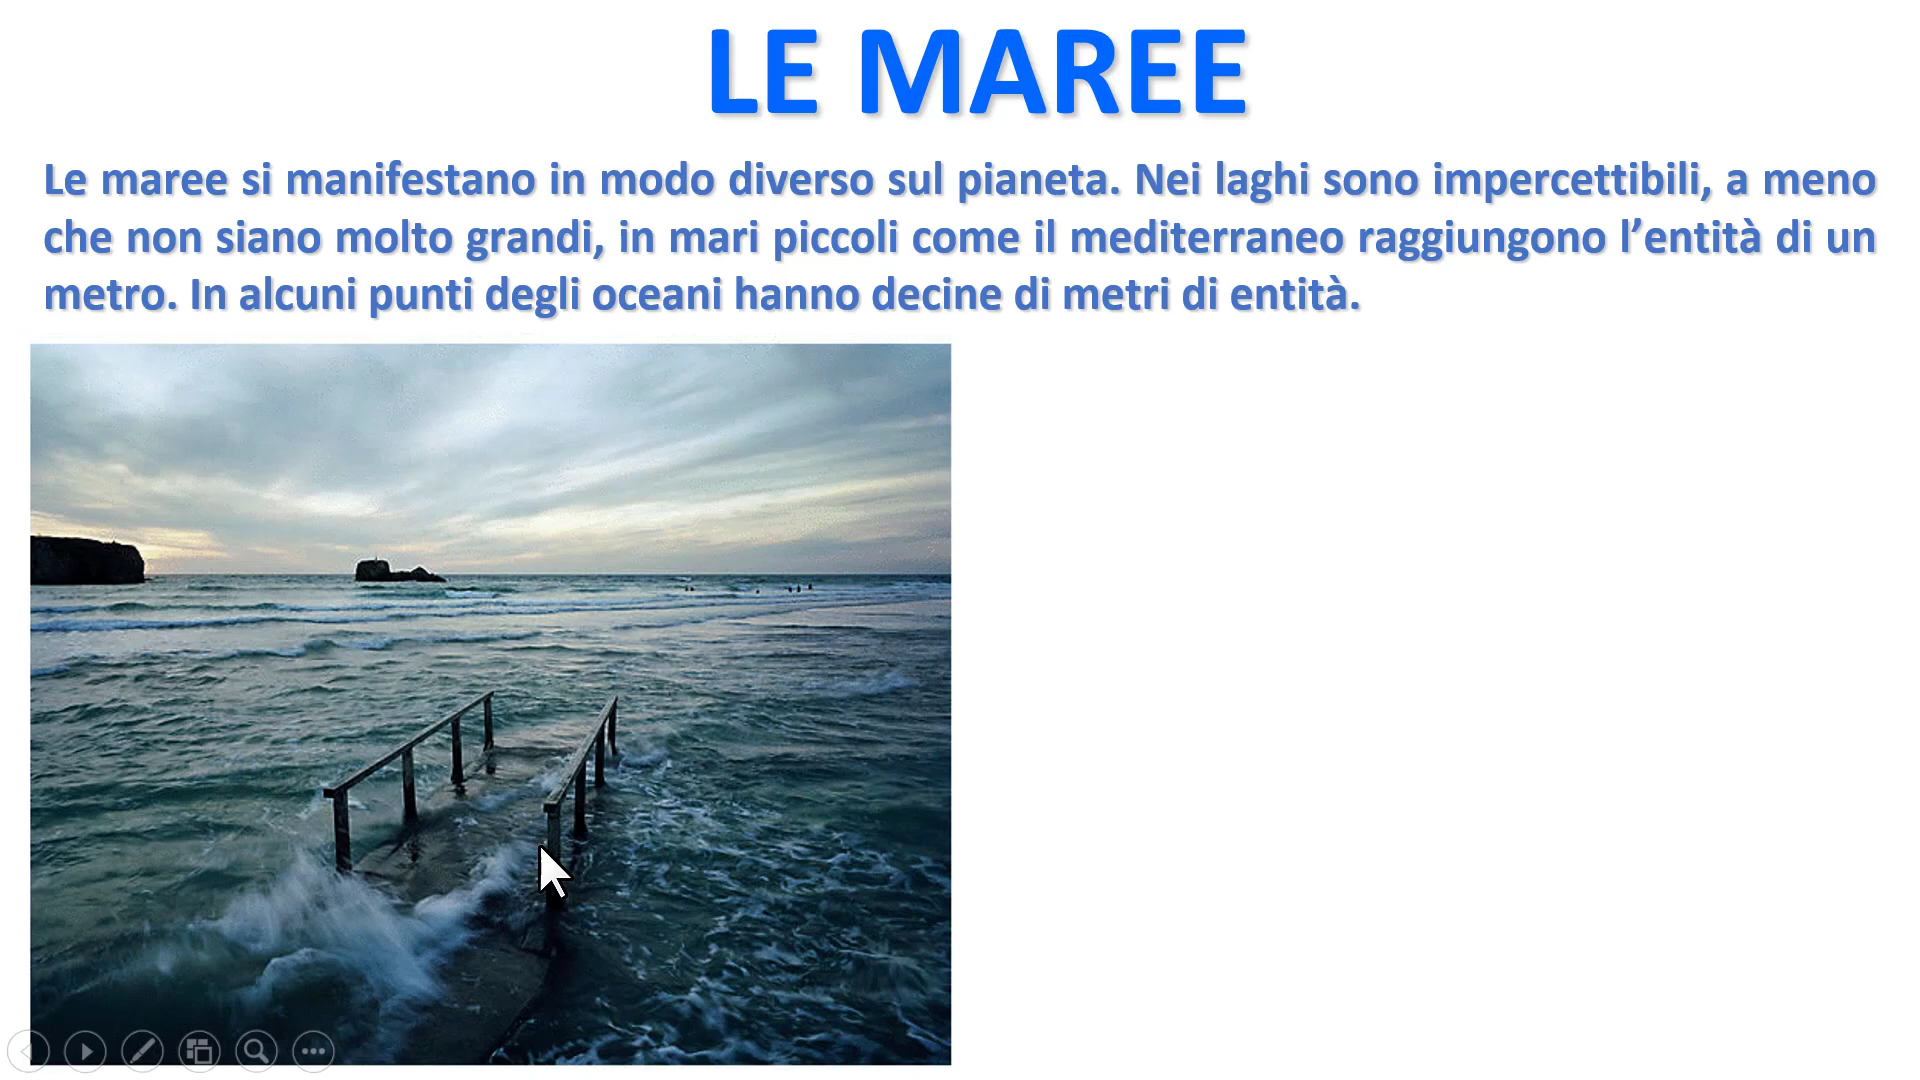 LE MAREE
Le maree si manifestano in modo diverso sul pianeta. Nei laghi sono impercettibili, a meno
che non siano molto grandi, in mari piccoli come il mediterraneo raggiungono l’entità di un
metro. In alcuni punti degli oceani hanno decine di metri di entità.